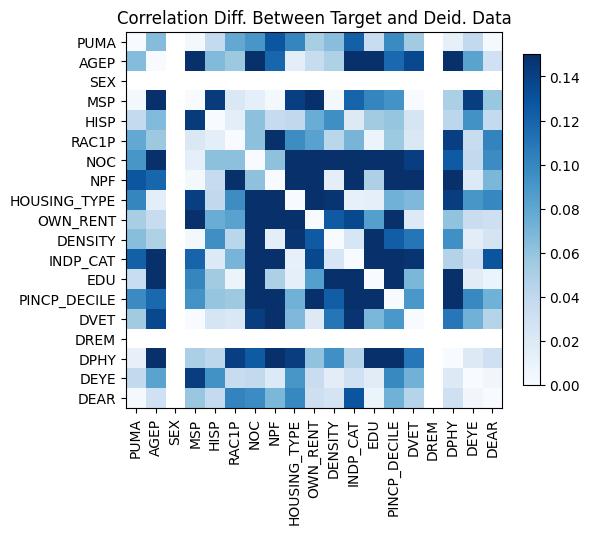 Correlation Diff. Between Target and Deid. Data
PUMA
AGEP
SEX
MSP
HISP
RAC1P
NOC
NPF
HOUSING_TYPE
OWN_RENT
DENSITY
INDP_CAT
EDU
PINCP_DECILE
DVET
DREM
DPHY
DEYE
DEAR
PUMA
AGEP
SEX
MSP
HISP
RAC1P
NOC
NPF
HOUSING_TYPE
OWN_RENT
DENSITY
INDP_CAT
EDU
PINCP_DECILE
DVET
DREM
DPHY
DEYE
DEAR
0.14
0.12
0.10
0.08
0.06
0.04
0.02
0.00